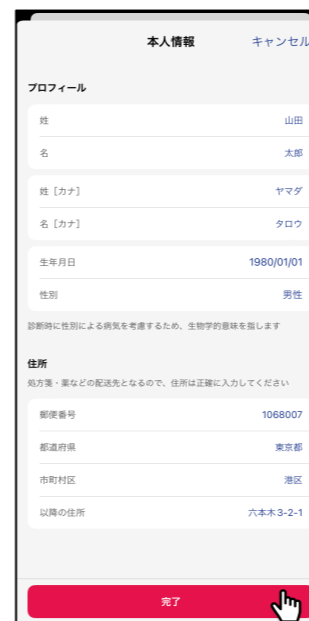 本人情報 キャンセル
プロフィール
姓 山田
名 太郎
姓［カナ］ ヤマダ
名［カナ］ タロウ
生年月日 1980/01/01
性別 男性
診断時に性別による病気を考慮するため、生物学的意味を指します
住所
処方箋・薬などの配送先となるので、住所は正確に入力してください
郵便番号 1068007
都道府県 東京都
市町村区 港区
以降の住所 六本木3-2-1
完了